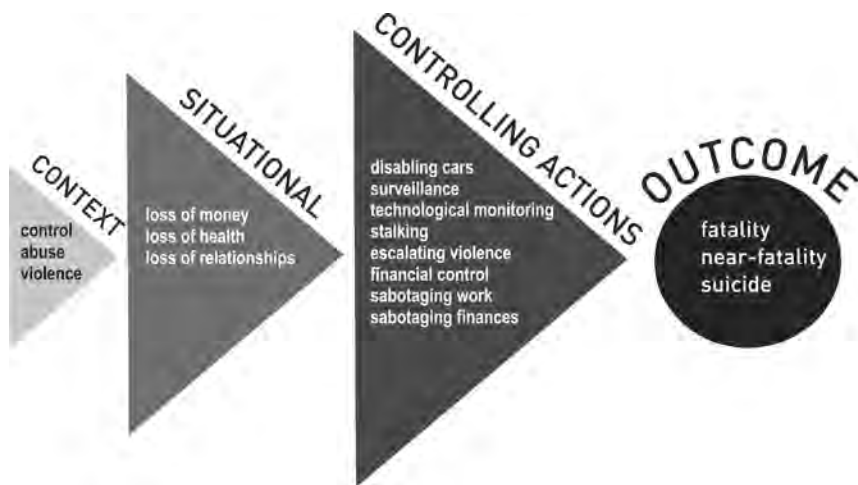 CONTEXT
control
abuse
violence
SITUATIONAL
loss of money
loss of health
loss of relationships
CONTROLLING ACTIONS
disabling cars
surveillance
technological monitoring
stalking
escalating violence
financial control
sabotaging work
sabotaging finances
OUTCOME
fatality
near-fatality
suicide